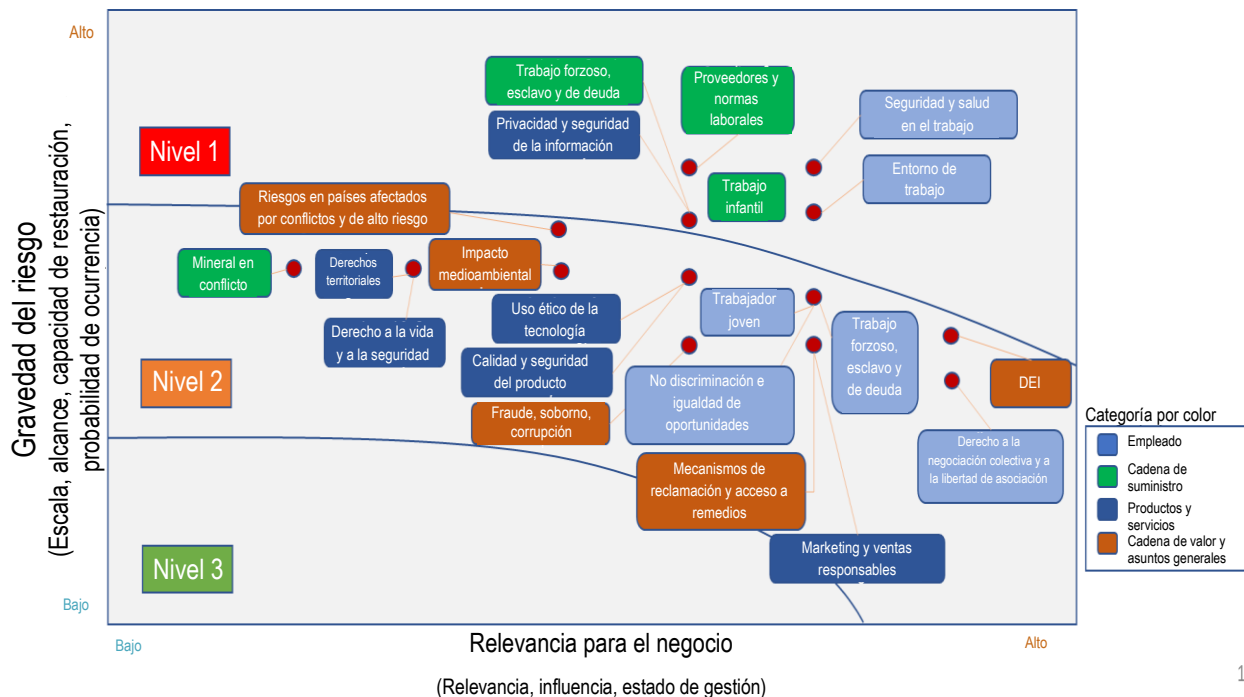 Alto
Gravedad del riesgo
(Escala, alcance, capacidad de restauración,
probabilidad de ocurrencia)
Bajo
Nivel 1
Nivel 2
Nivel 3
Trabajo forzoso,
esclavo y de deuda
Privacidad y seguridad
de la información
Proveedores y
normas
laborales
Seguridad y salud
en el trabajo
Entorno de
trabajo
Trabajo
infantil
Riesgos en países afectados
por conflictos y de alto riesgo
Mineral en
conflicto
Derechos
territoriales
Impacto
medioambiental
Derecho a la vida
y a la seguridad
Uso ético de la
tecnología
Calidad y seguridad
del producto
Fraude, soborno,
corrupción
Trabajador
joven
No discriminación e
igualdad de
oportunidades
Trabajo
forzoso,
esclavo y
de deuda
DEI
Derecho a la
negociación colectiva y a
la libertad de asociación
Mecanismos de
reclamación y acceso a
remedios
Marketing y ventas
responsables
Categoría por color
Empleado
Cadena de
suministro
Productos y
servicios
Cadena de valor y
asuntos generales
Bajo
Relevancia para el negocio
Alto
(Relevancia, influencia, estado de gestión)
1